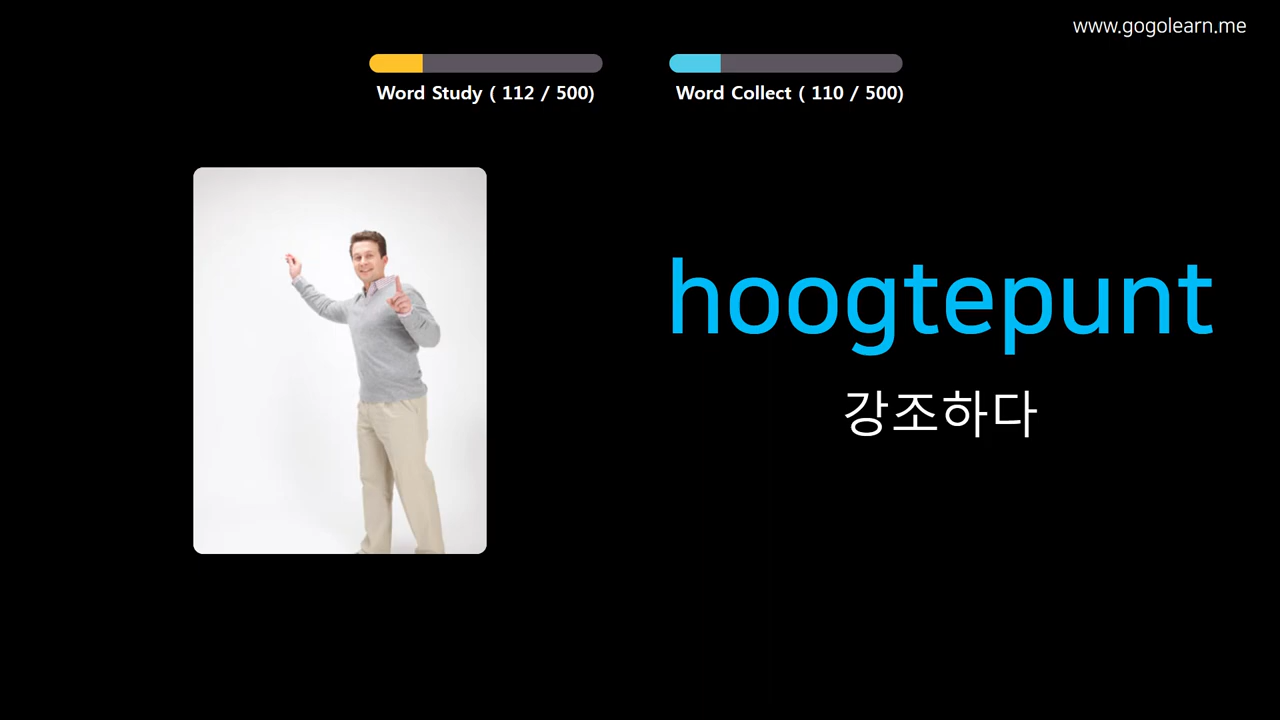 www.gogolearn.me
Word Study ( 112 / 500)
Word Collect ( 110 / 500)
hoogtepunt
강조하다